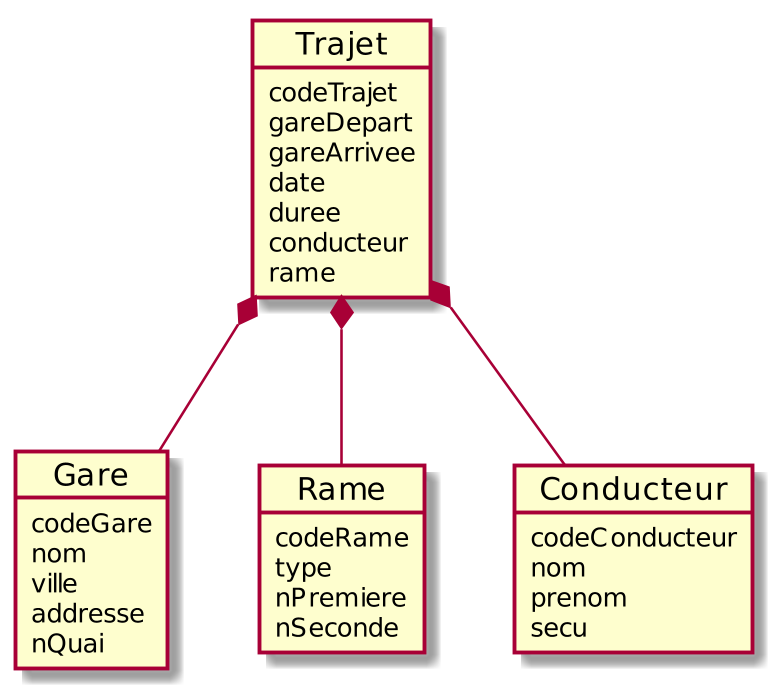 Trajet
codeTrajet
gareDepart
gareArrivee
date
duree
conducteur
rame
Gare
codeGare
nom
ville
addresse
nQuai
Rame
codeRame
type
nPremiere
nSeconde
Conducteur
codeConducteur
nom
prenom
secu